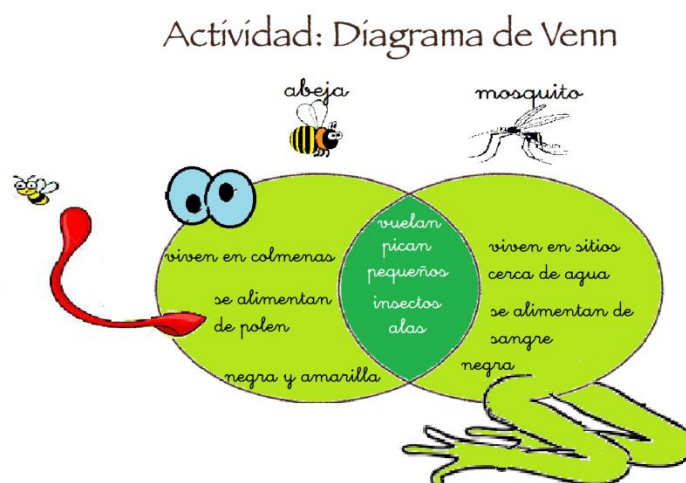 Actividad: Diagrama de Venn
abeja
mosquito
viven en colmenas
se alimentan
de polen
negra y amarilla
vuelan
pican
pequeños
insectos
alas
viven en sitios
cerca de agua
se alimentan de
sangre
negra